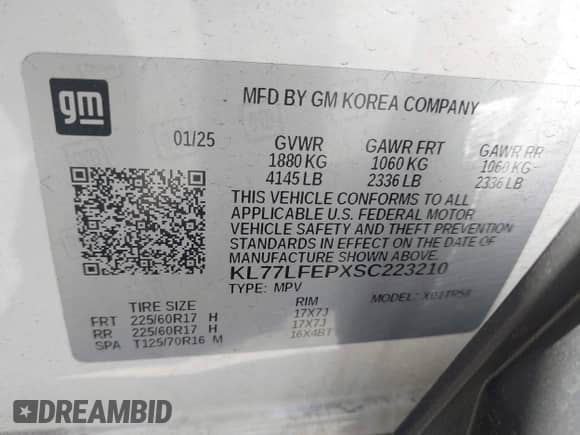 gm
MFD BY GM KOREA COMPANY
01/25 GVWR GAWR FRT GAWR RR
1880 KG 1060 KG 1060 KG
4145 LB 2336 LB 2336 LB
THIS VEHICLE CONFORMS TO ALL
APPLICABLE U.S. FEDERAL MOTOR
VEHICLE SAFETY AND THEFT PREVENTION
STANDARDS IN EFFECT ON THE DATE OF
MANUFACTURE SHOWN ABOVE.
KL77LFEPXSC223210
TYPE: MPV MODEL:
TIRE SIZE RIM
FRT 225/60R17 H 17X7J
RR 225/60R17 H 17X7J
SPA T125/70R16 M 16X4BT
DREAMBID